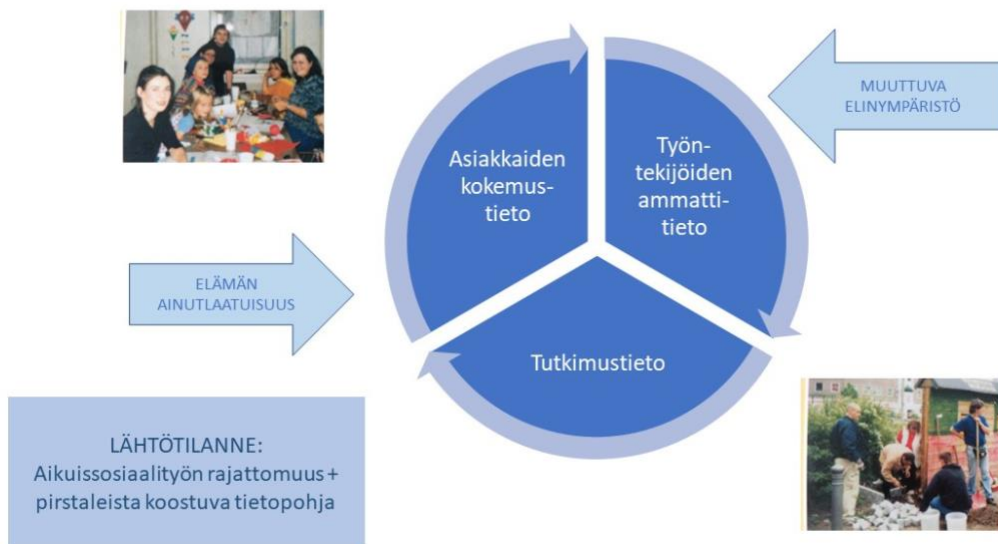 MUUTTUVA
ELINYMPÄRISTÖ
Asiakkaiden
kokemus-
tieto
Työn-
tekijöiden
ammatti-
tieto
ELÄMÄN
AINUTLAATUISUUS
Tutkimustieto
LÄHTÖTILANNE:
Aikuissosiaalityön rajattomuus +
pirstaleista koostuva tietopohja